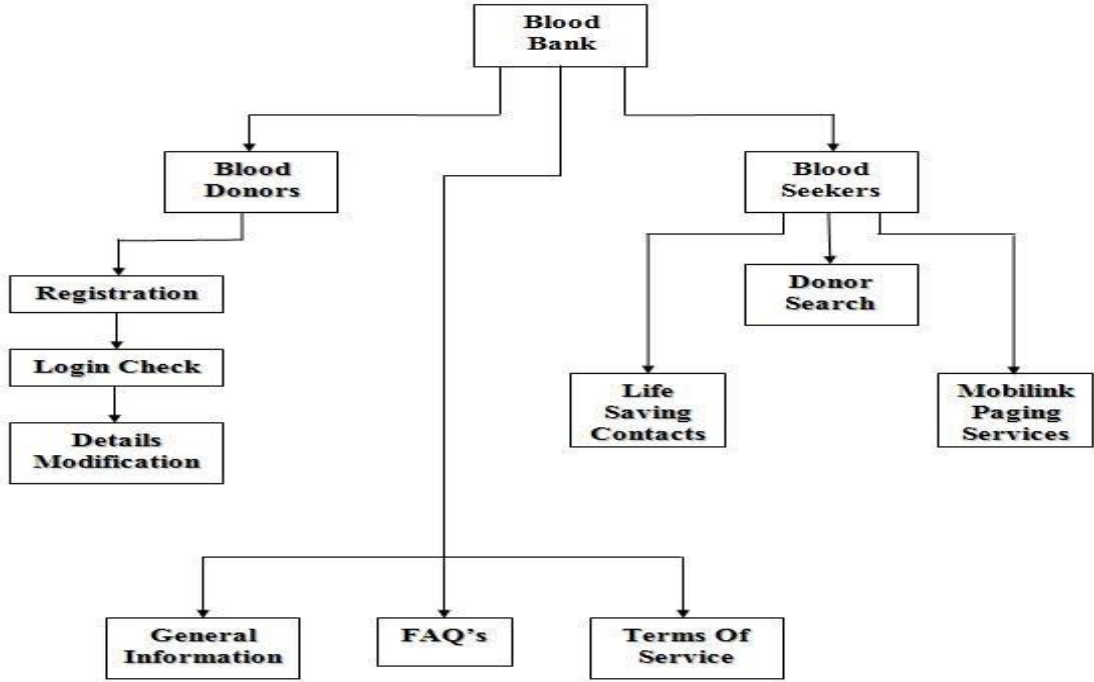 Blood
Bank
Blood
Donors
Blood
Seekers
Registration
Donor
Search
Login Check
Life
Saving
Contacts
Mobilink
Paging
Services
Details
Modification
General
Information
FAQ’s
Terms Of
Service